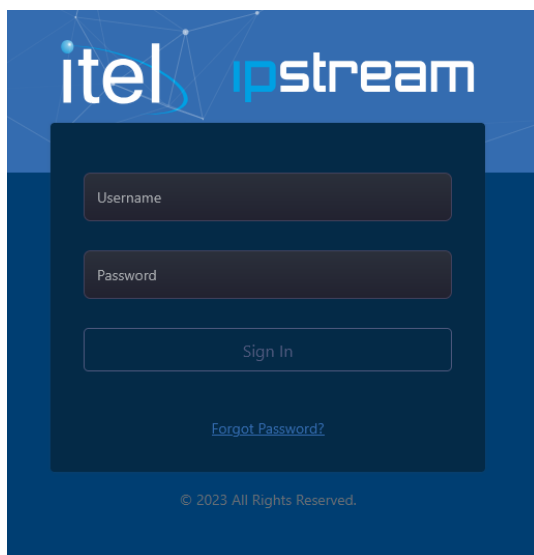 itel ipstream
Username
Password
Sign In
Forgot Password?
© 2023 All Rights Reserved.